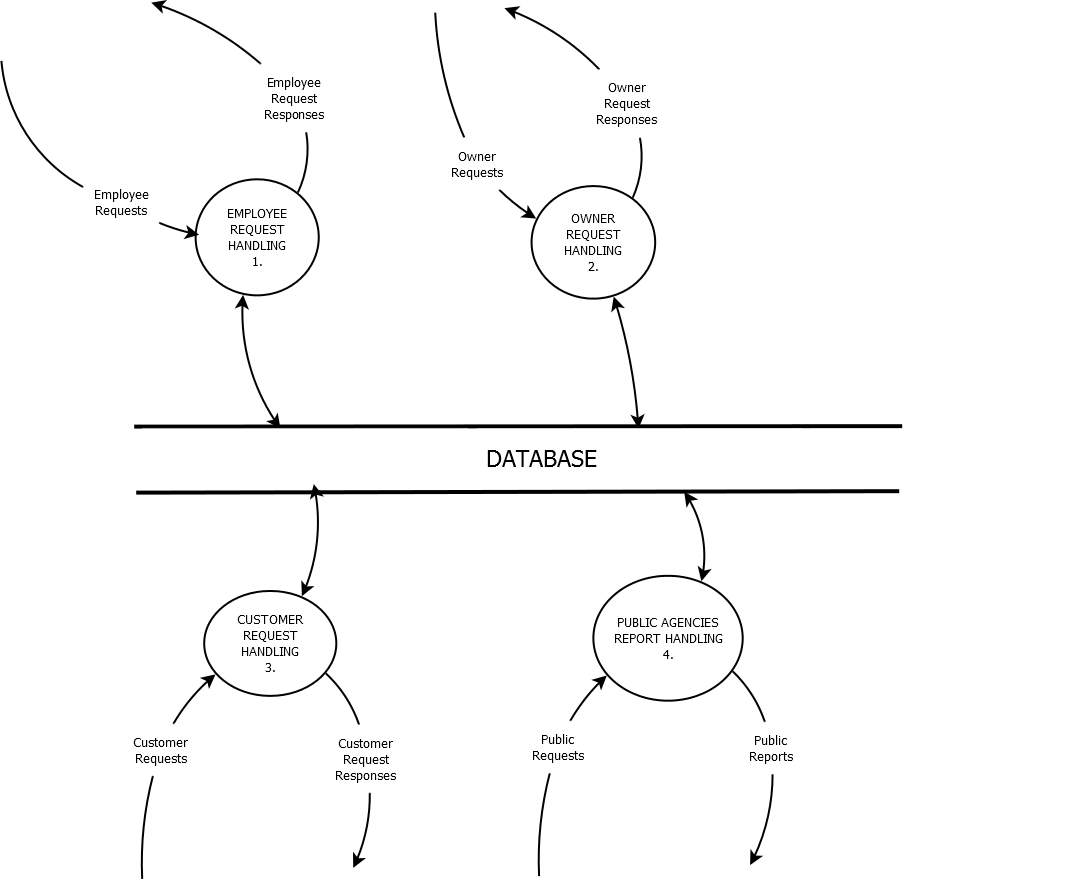 Employee
Request
Responses
Owner
Request
Responses
Owner
Requests
Employee
Requests
EMPLOYEE
REQUEST
HANDLING
1.
OWNER
REQUEST
HANDLING
2.
DATABASE
CUSTOMER
REQUEST
HANDLING
3.
PUBLIC AGENCIES
REPORT HANDLING
4.
Customer
Requests
Customer
Request
Responses
Public
Requests
Public
Reports